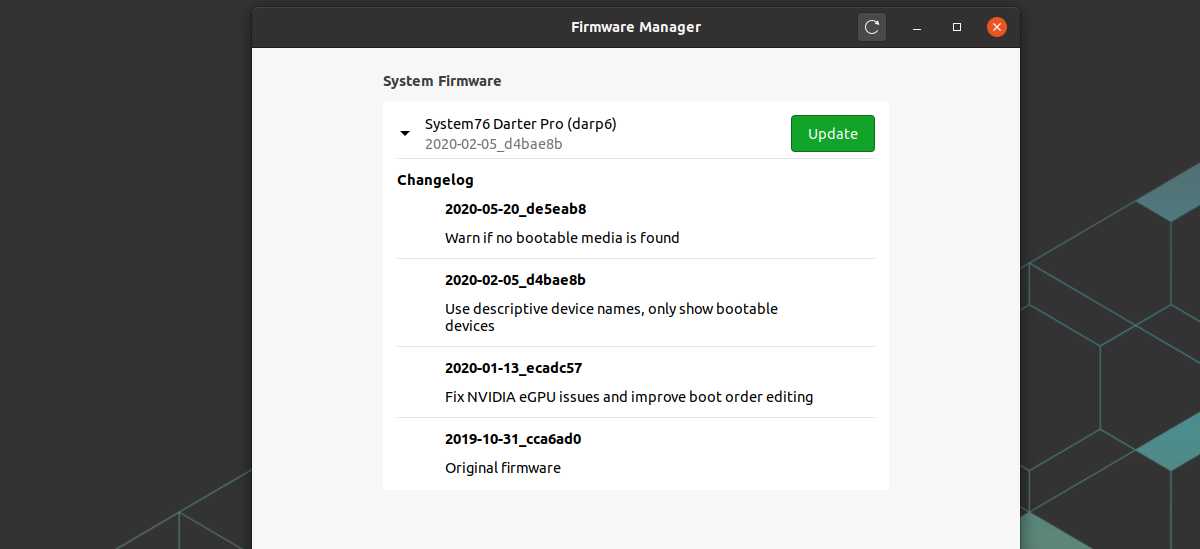 Firmware Manager
System Firmware
System76 Darter Pro (darp6)
2020-02-05_d4bae8b
Update
Changelog
2020-05-20_de5eab8
Warn if no bootable media is found
2020-02-05_d4bae8b
Use descriptive device names, only show bootable
devices
2020-01-13_ecadc57
Fix NVIDIA eGPU issues and improve boot order editing
2019-10-31_cca6ad0
Original firmware